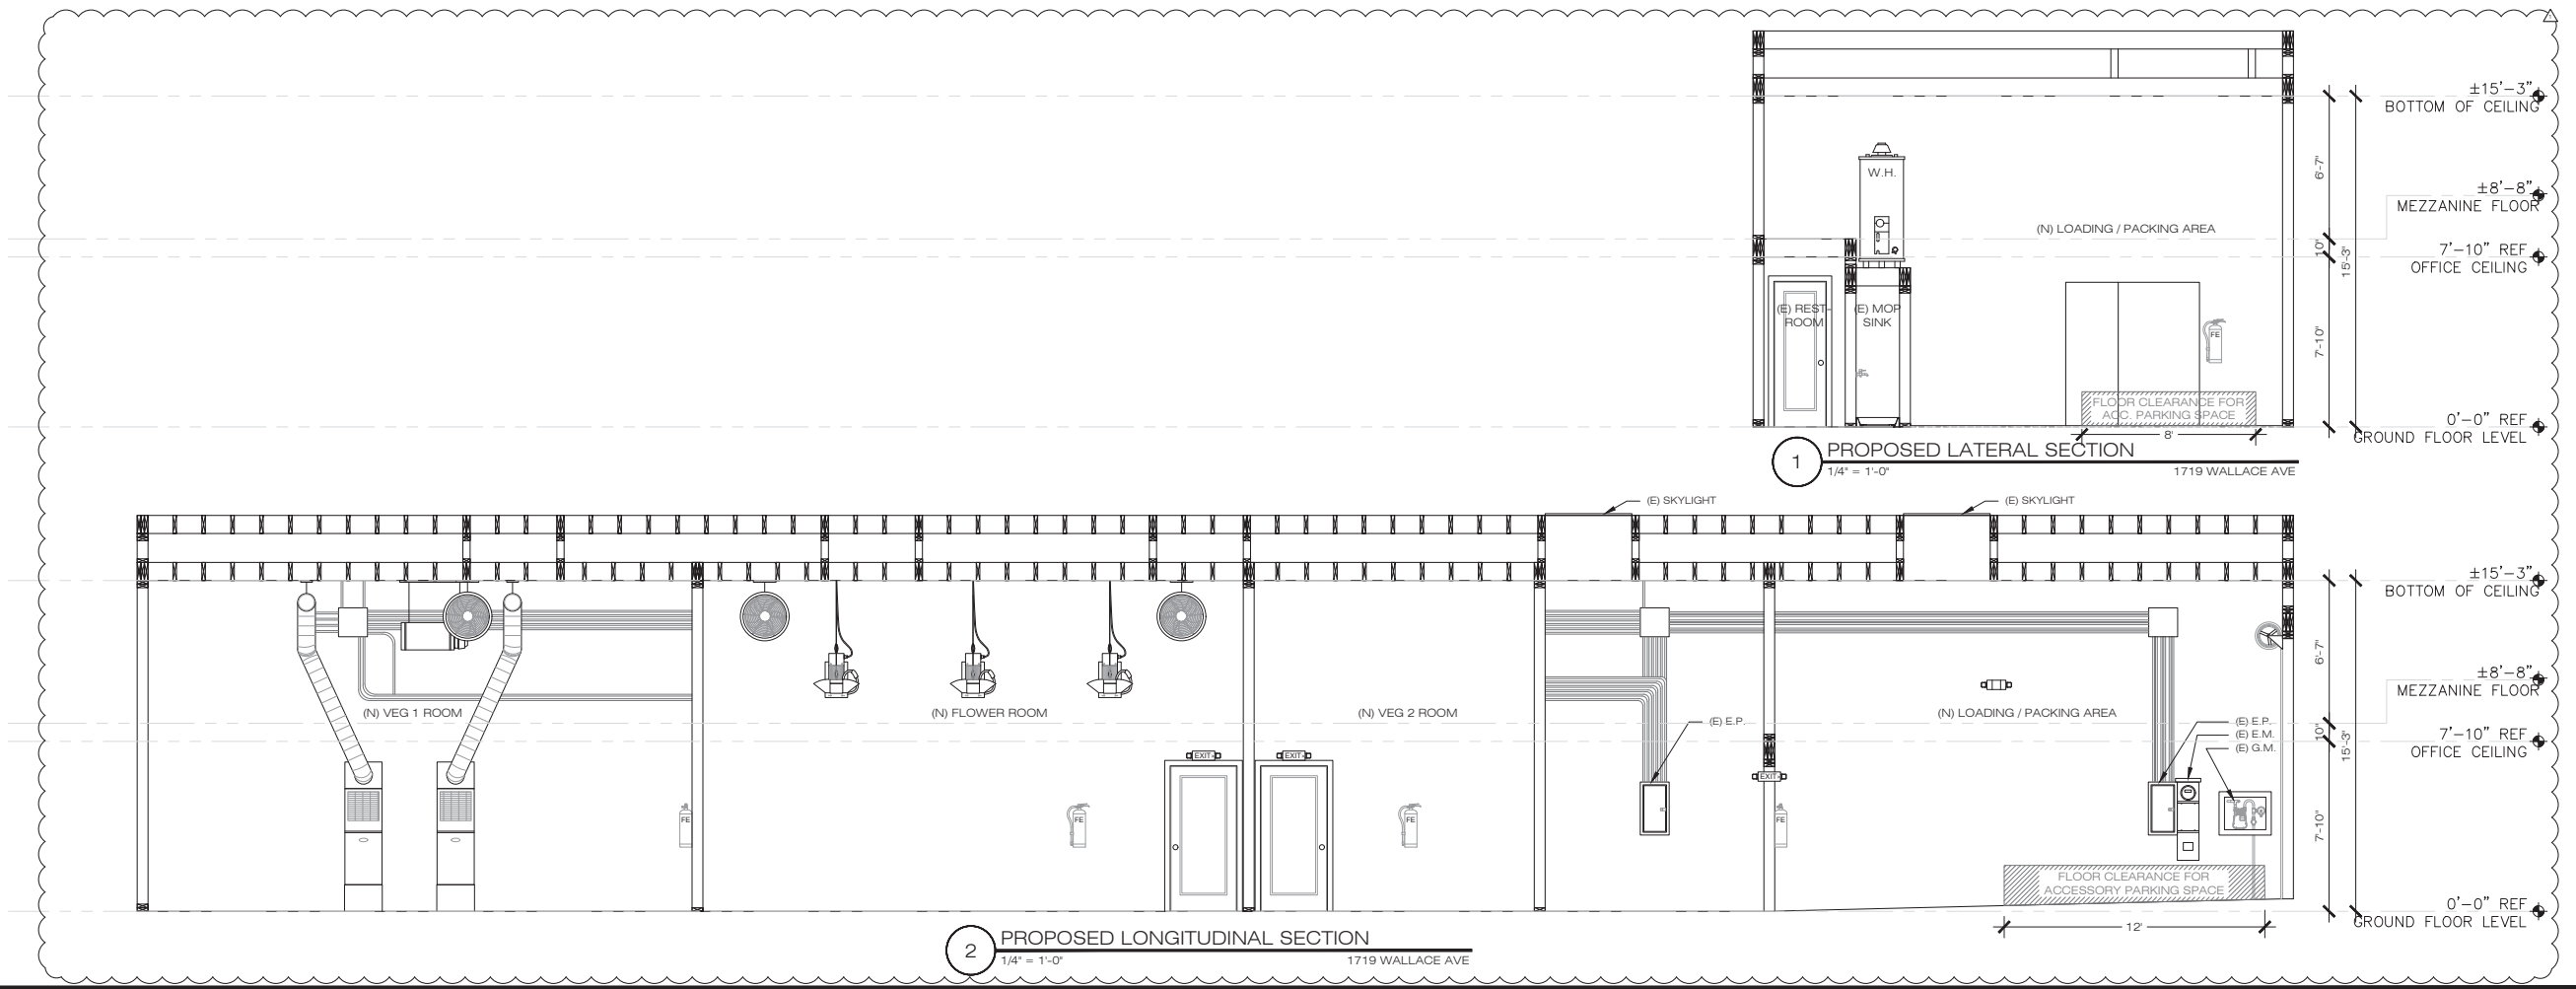 ±15'-3"
BOTTOM OF CEILING
6'-7"
W.H.
±8'-8"
MEZZANINE FLOOR
(N) LOADING / PACKING AREA
10"
7'-10" REF
OFFICE CEILING
15'-3"
(E) REST-
ROOM
(E) MOP
SINK
FE
7'-10"
FLOOR CLEARANCE FOR
ACC. PARKING SPACE
8'
0'-0" REF
GROUND FLOOR LEVEL
1
PROPOSED LATERAL SECTION
1/4" = 1'-0"
1719 WALLACE AVE
(E) SKYLIGHT
(E) SKYLIGHT
±15'-3"
BOTTOM OF CEILING
6'-7"
±8'-8"
MEZZANINE FLOOR
(N) VEG 1 ROOM
(N) FLOWER ROOM
(N) VEG 2 ROOM
(N) LOADING / PACKING AREA
(E) E.P.
(E) E.P.
(E) E.M.
(E) G.M.
10"
15'-3"
7'-10" REF
OFFICE CEILING
EXIT
EXIT
EXIT
FE
FE
FE
FE
7'-10"
FLOOR CLEARANCE FOR
ACCESSORY PARKING SPACE
12'
0'-0" REF
GROUND FLOOR LEVEL
2
PROPOSED LONGITUDINAL SECTION
1/4" = 1'-0"
1719 WALLACE AVE